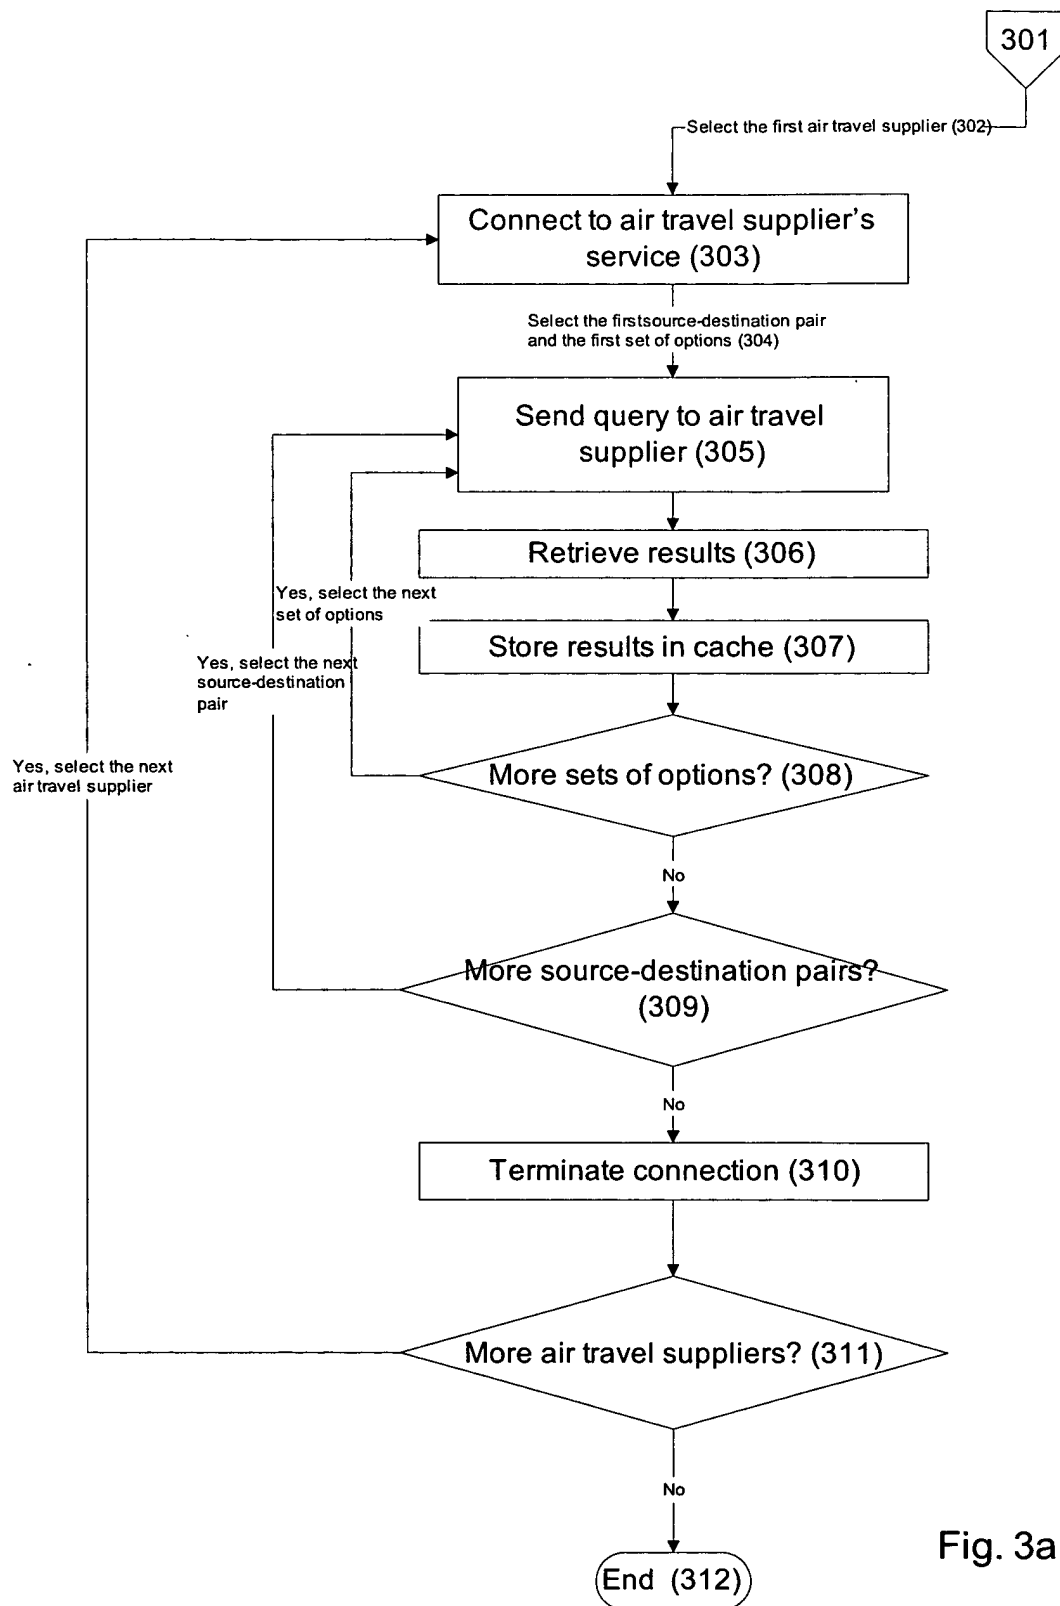 301
Select the first air travel supplier (302)
Connect to air travel supplier's
service (303)
Select the firstsource-destination pair
and the first set of options (304)
Send query to air travel
supplier (305)
Retrieve results (306)
Yes, select the next
set of options
Store results in cache (307)
Yes, select the next
source-destination
pair
Yes, select the next
air travel supplier
More sets of options? (308)
No
More source-destination pairs?
(309)
No
Terminate connection (310)
More air travel suppliers? (311)
No
Fig. 3a
End (312)